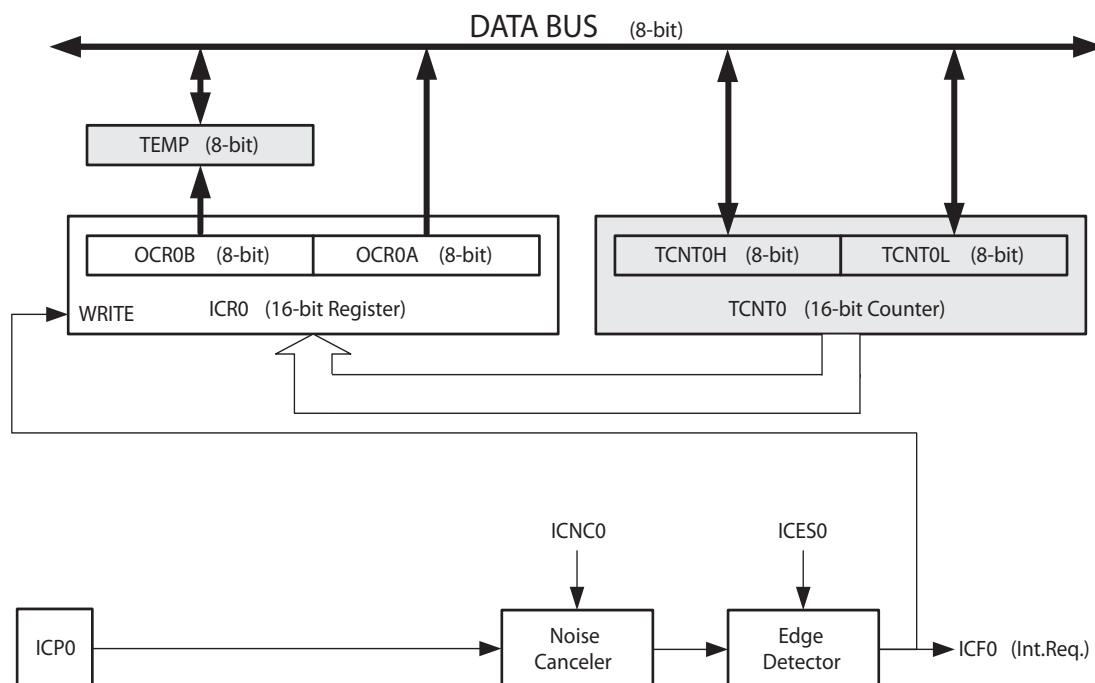 DATA BUS (8-bit)
TEMP (8-bit)
OCR0B (8-bit) OCR0A (8-bit) TCNT0H (8-bit) TCNT0L (8-bit)
WRITE ICR0 (16-bit Register) TCNT0 (16-bit Counter)
ICNC0 ICES0
ICP0
Noise
Canceler
Edge
Detector
ICF0 (Int.Req.)